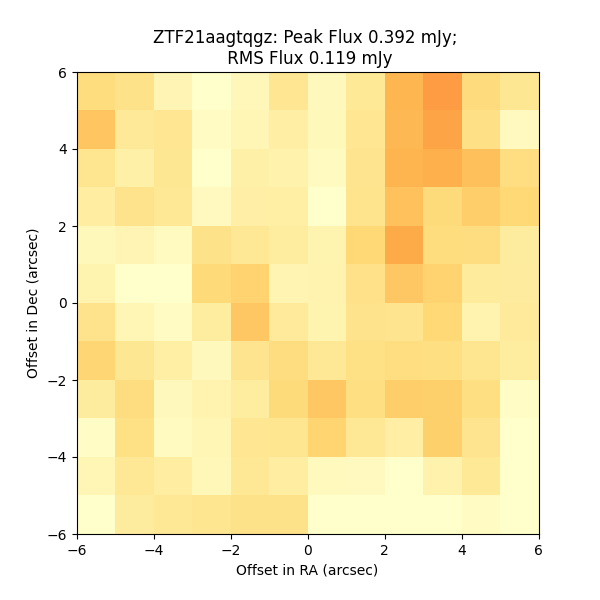 ZTF21aagtqgz: Peak Flux 0.392 mJy;
RMS Flux 0.119 mJy
6
4
2
0
−2
−4
−6
Offset in Dec (arcsec)
−6 −4 −2 0 2 4 6
Offset in RA (arcsec)